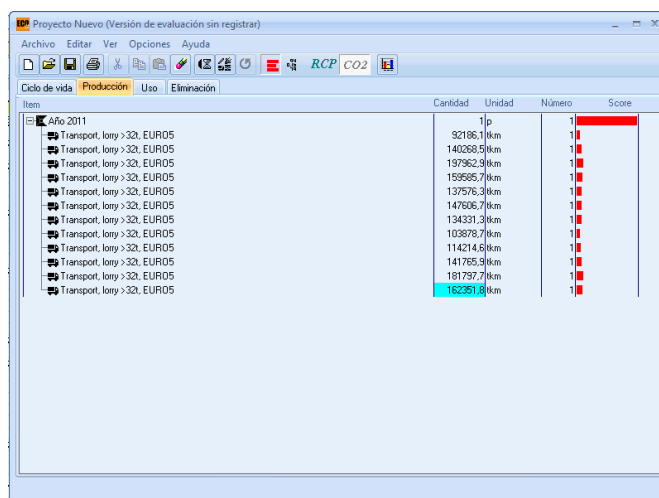 ECP Proyecto Nuevo (Versión de evaluación sin registrar)
Archivo Editar Ver Opciones Ayuda
RCP CO2
Ciclo de vida Producción Uso Eliminación
Item Cantidad Unidad Número Score
Año 2011 1 p 1
Transport, lorry >32t, EURO5 92186,1 tkm 1
Transport, lorry >32t, EURO5 140268,5 tkm 1
Transport, lorry >32t, EURO5 197962,9 tkm 1
Transport, lorry >32t, EURO5 159585,7 tkm 1
Transport, lorry >32t, EURO5 137576,3 tkm 1
Transport, lorry >32t, EURO5 147606,7 tkm 1
Transport, lorry >32t, EURO5 134331,3 tkm 1
Transport, lorry >32t, EURO5 103878,7 tkm 1
Transport, lorry >32t, EURO5 114214,6 tkm 1
Transport, lorry >32t, EURO5 141765,9 tkm 1
Transport, lorry >32t, EURO5 181797,7 tkm 1
Transport, lorry >32t, EURO5 162351,8 tkm 1